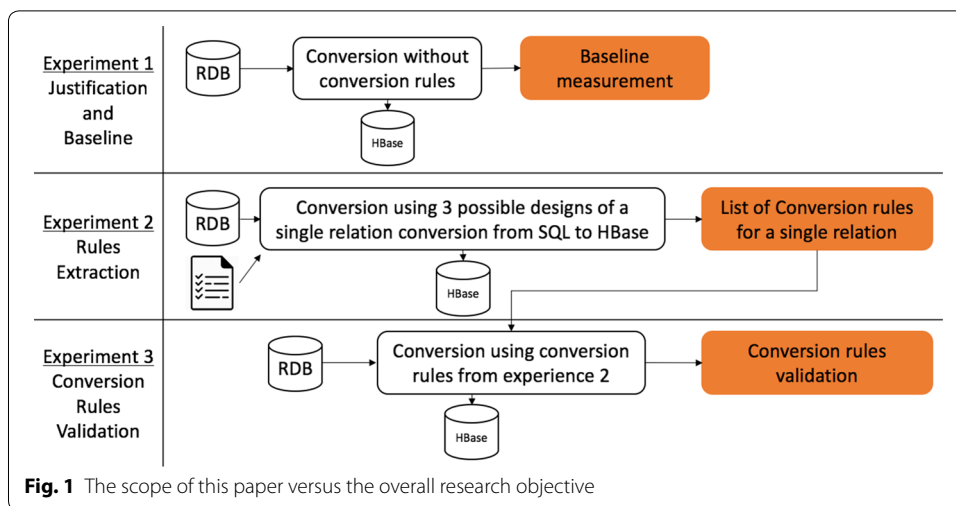 Experiment 1
Justification
and
Baseline
RDB
Conversion without
conversion rules
HBase
Baseline
measurement
Experiment 2
Rules
Extraction
RDB
Conversion using 3 possible designs of a
single relation conversion from SQL to HBase
HBase
List of Conversion rules
for a single relation
Experiment 3
Conversion
Rules
Validation
RDB
Conversion using conversion
rules from experience 2
HBase
Conversion rules
validation
Fig. 1 The scope of this paper versus the overall research objective